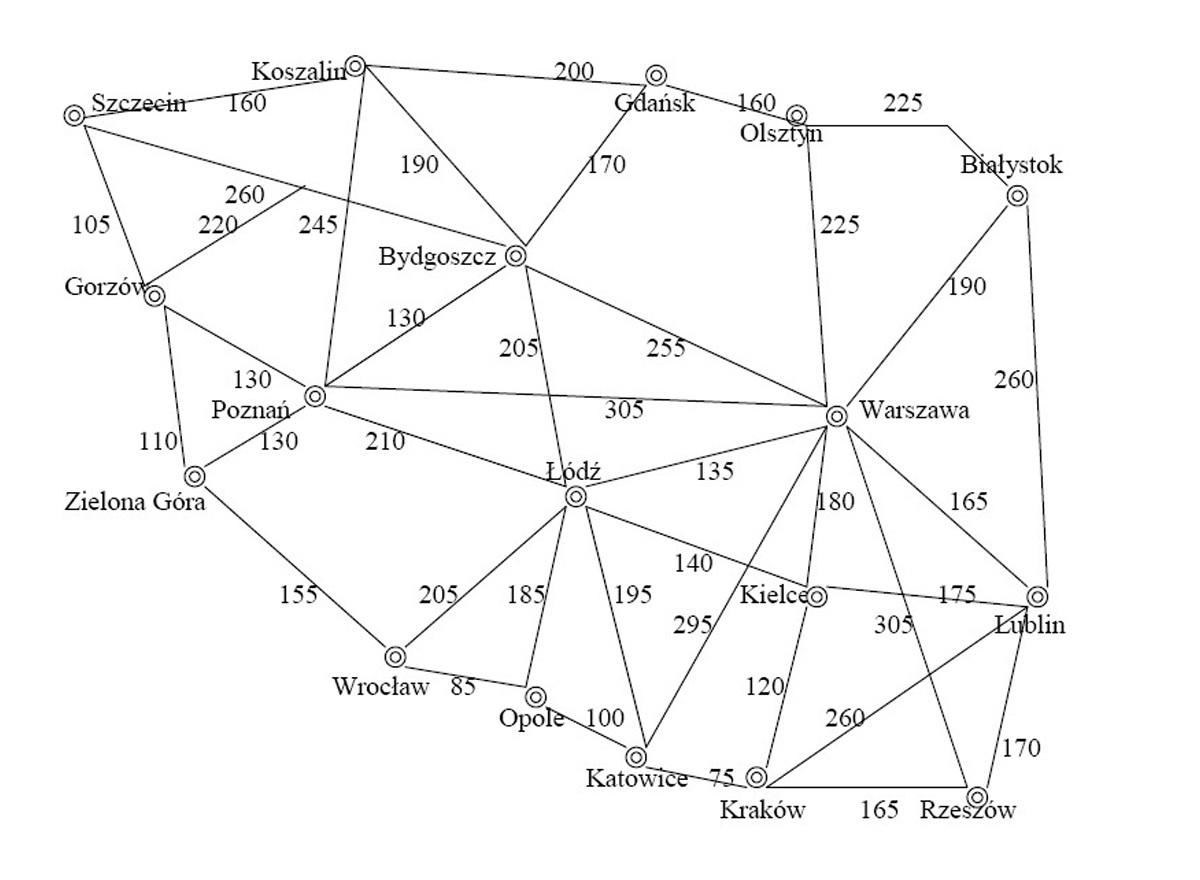 Koszalin
200
Szczecin
160
Gdańsk
160
225
Olsztyn
190
170
Białystok
260
105
220
245
225
Bydgoszcz
Gorzów
190
130
205
255
130
260
Poznań
305
Warszawa
110
130
210
Łódź
135
Zielona Góra
180
165
140
155
205
185
195
Kielce
175
295
305
Lublin
Wrocław
85
120
Opole
100
260
170
Katowice
75
Kraków
165
Rzeszów